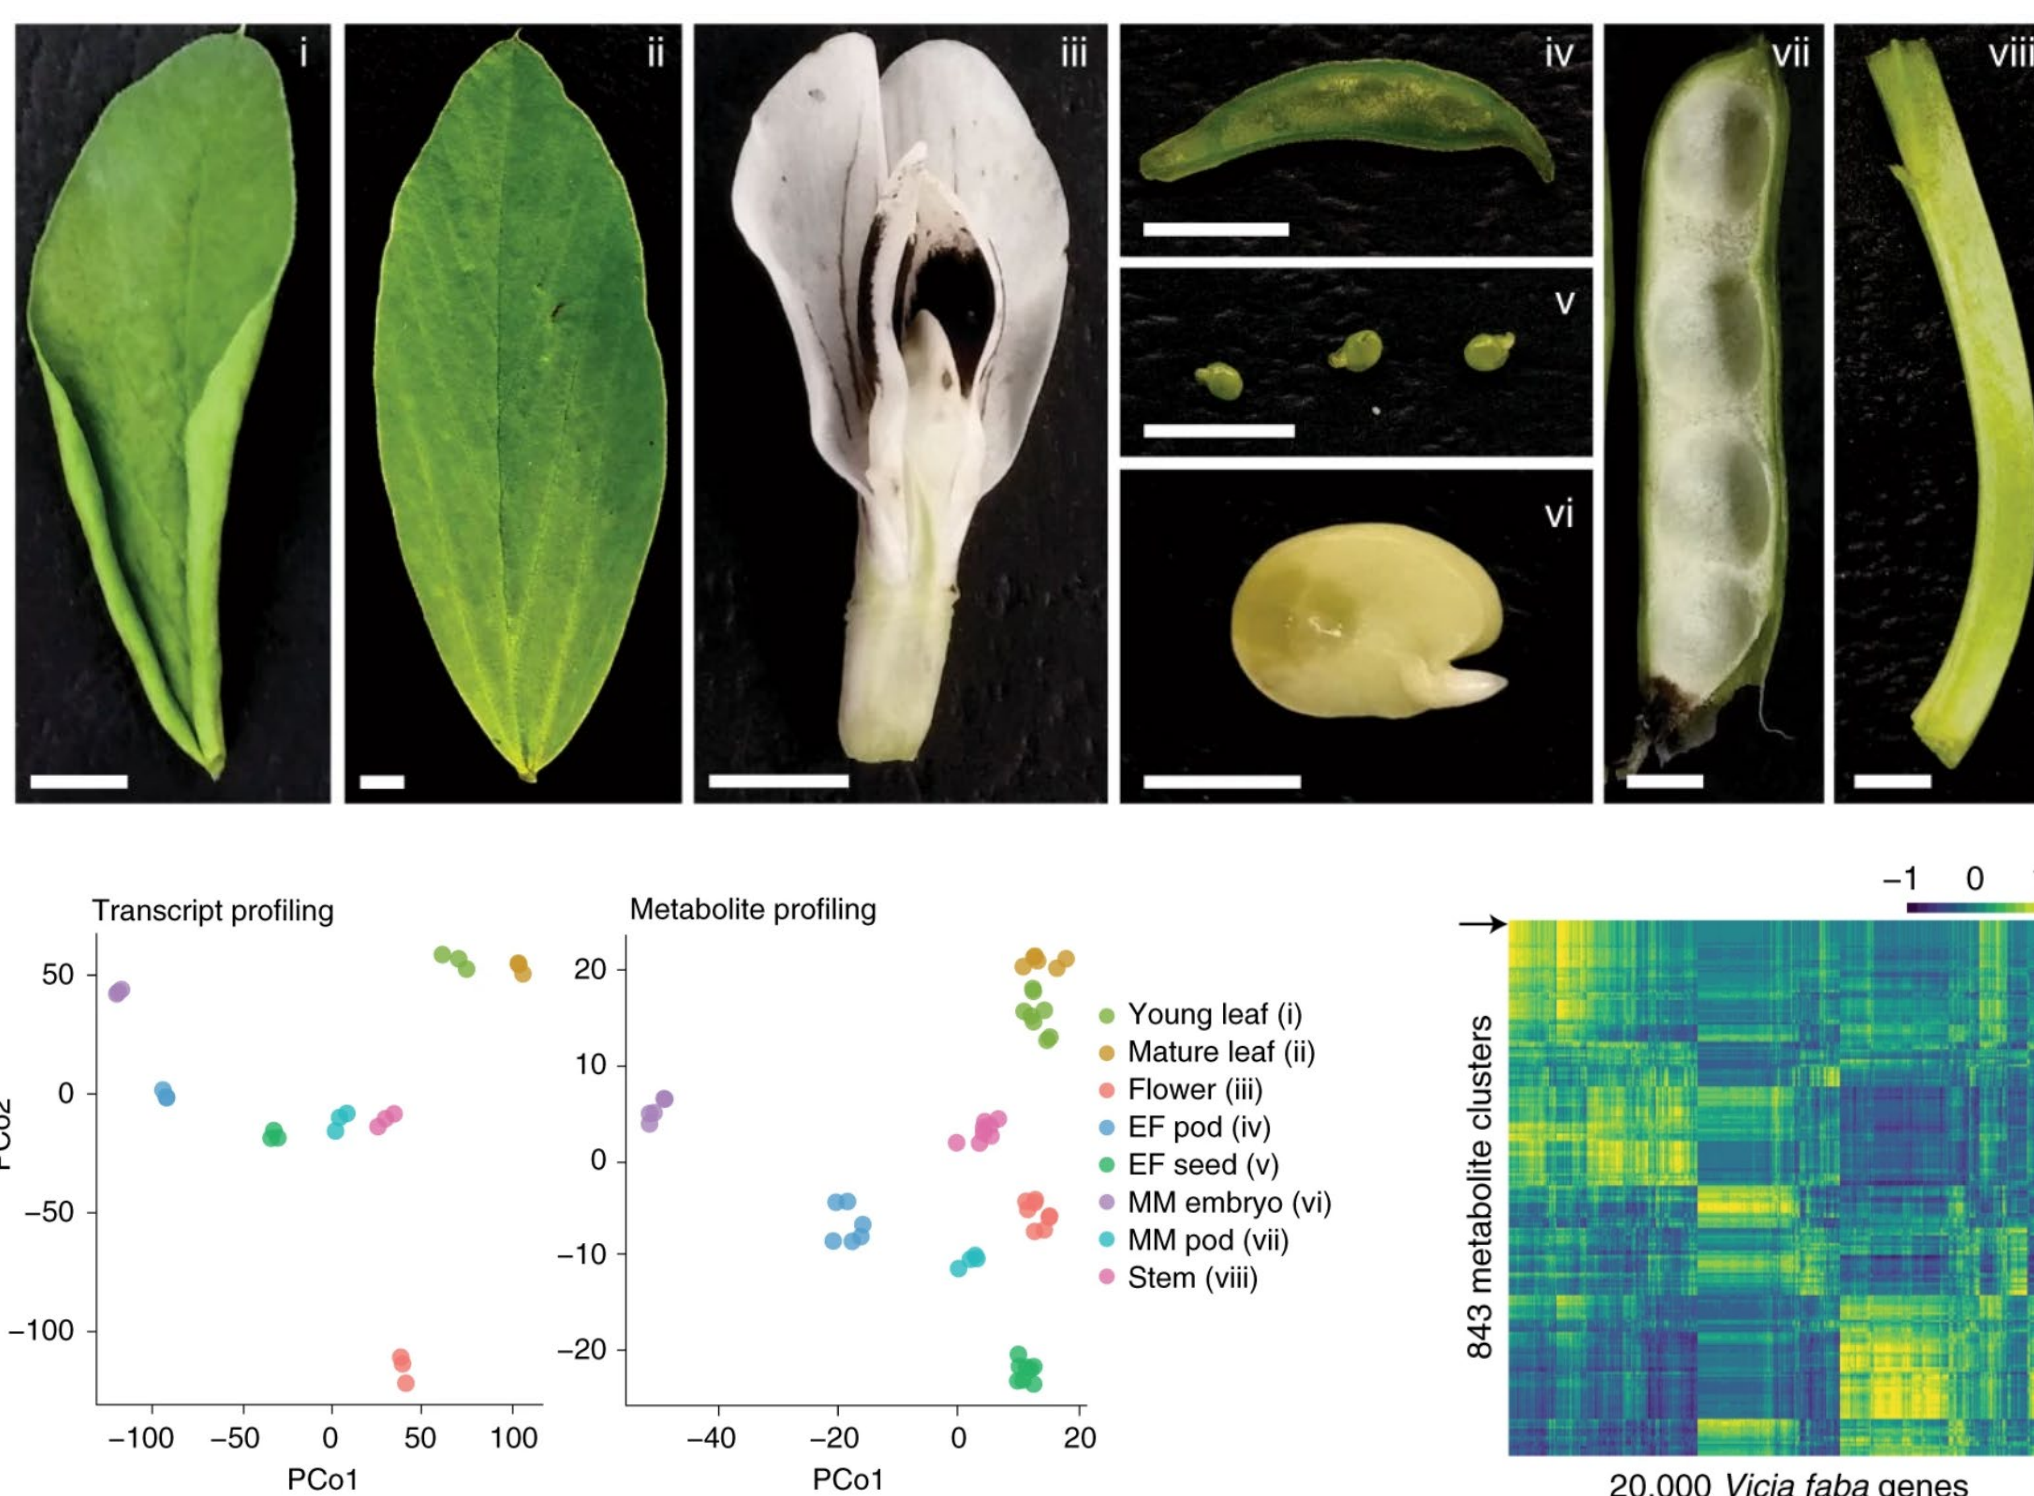 i
ii
iii
iv
v
vi
vii
viii
Transcript profiling
50
0
−50
−100
−100
−50
0
50
100
PCo1
Metabolite profiling
20
10
0
−10
−20
−40
−20
0
20
PCo1
Young leaf (i)
Mature leaf (ii)
Flower (iii)
EF pod (iv)
EF seed (v)
MM embryo (vi)
MM pod (vii)
Stem (viii)
−1
0
843 metabolite clusters
20,000 Vicia faba genes